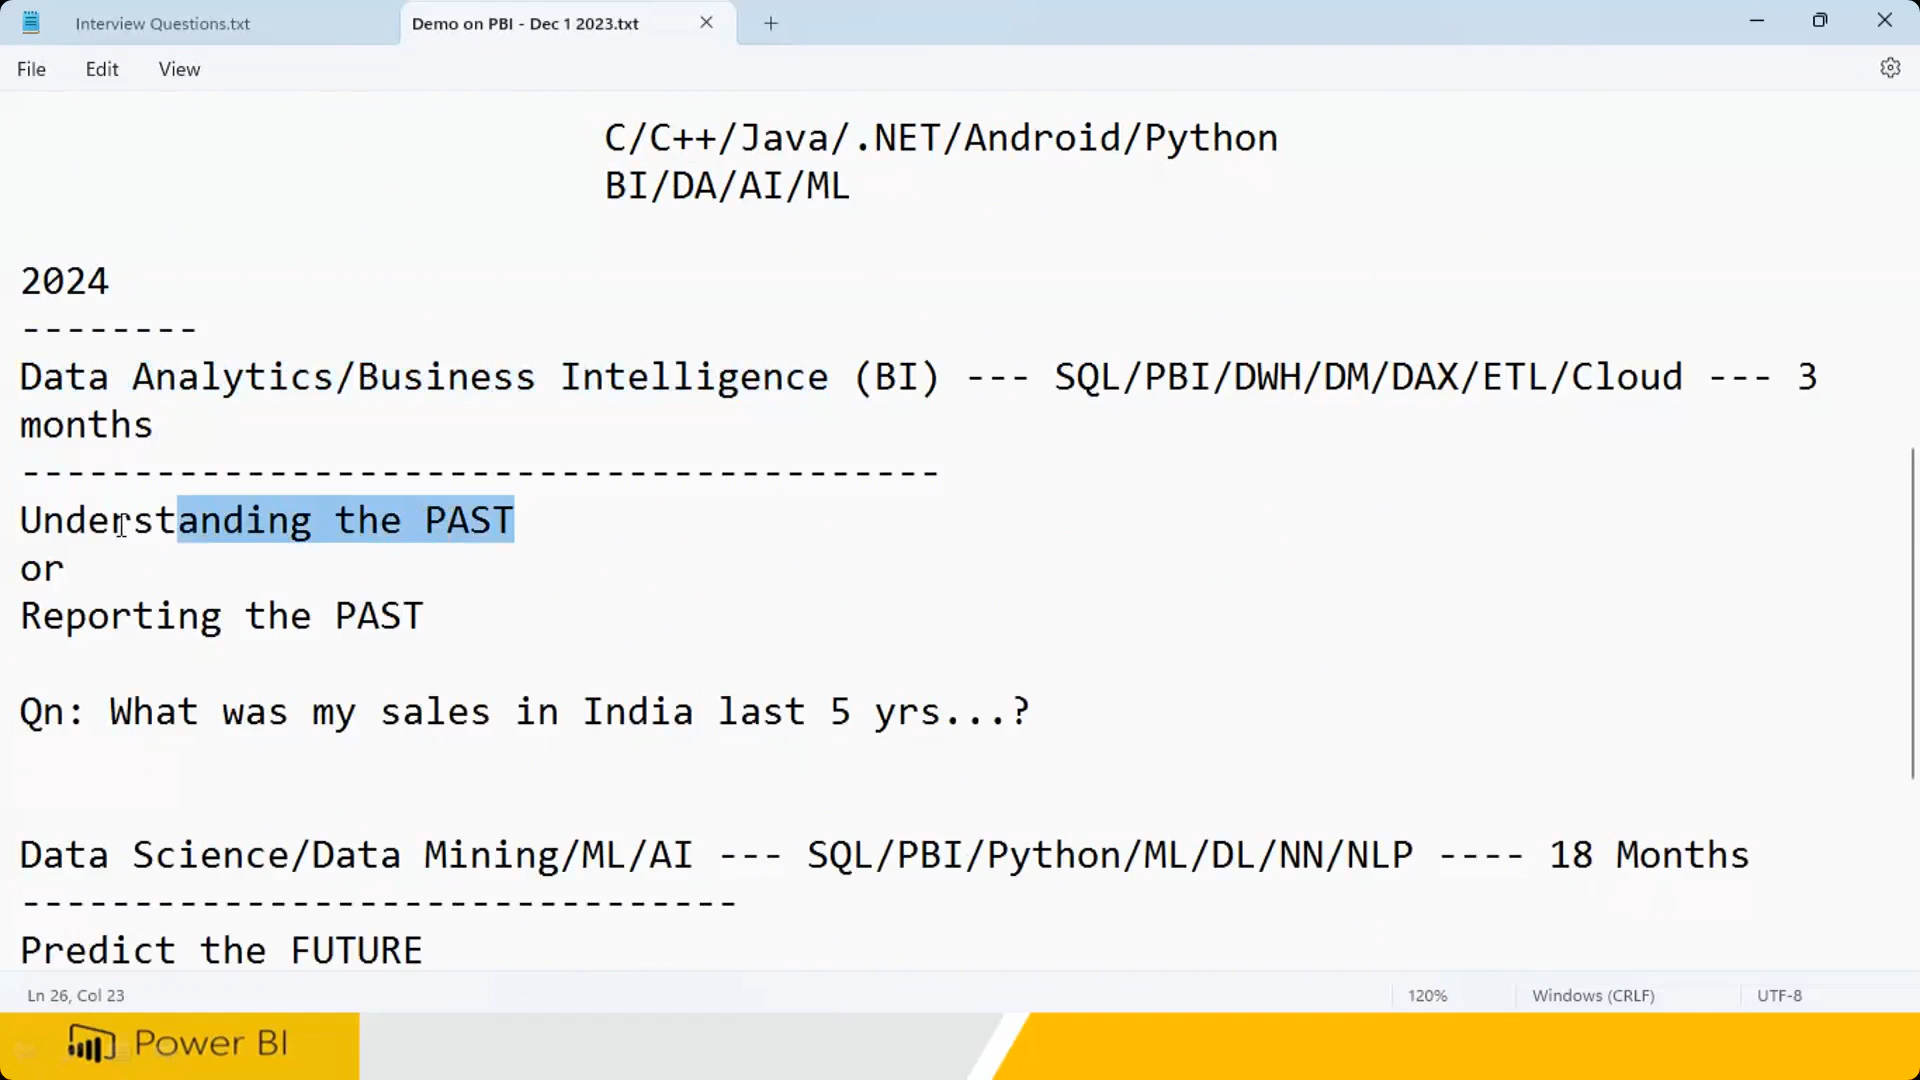 Interview Questions.txt
Demo on PBI - Dec 1 2023.txt
File Edit View
C/C++/Java/.NET/Android/Python
BI/DA/AI/ML
2024
--------
Data Analytics/Business Intelligence (BI) --- SQL/PBI/DWH/DM/DAX/ETL/Cloud --- 3
months
-----------------------------------------
Understanding the PAST
or
Reporting the PAST
Qn: What was my sales in India last 5 yrs...?
Data Science/Data Mining/ML/AI --- SQL/PBI/Python/ML/DL/NN/NLP ---- 18 Months
--------------------------------
Predict the FUTURE
Ln 26, Col 23 120% Windows (CRLF) UTF-8
Power BI